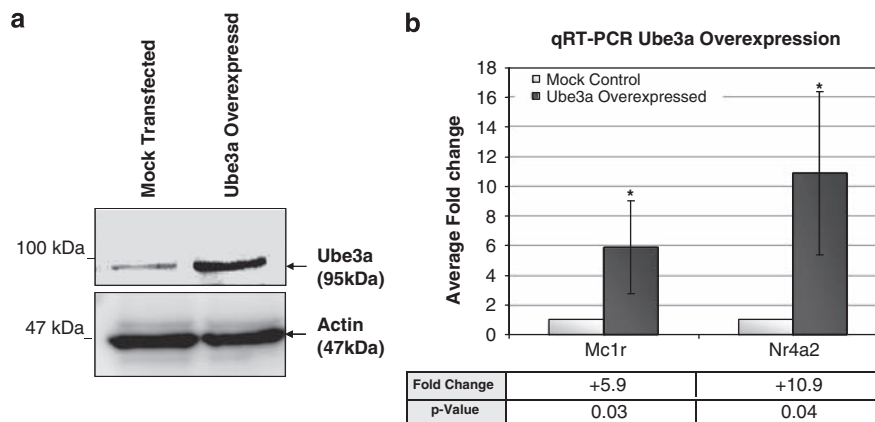 a
Mock Transfected
Ube3a Overexpressd
100 kDa
Ube3a
(95kDa)
47 kDa
Actin
(47kDa)
b
qRT-PCR Ube3a Overexpression
Average Fold change
18
16
14
12
10
8
6
4
2
0
Mock Control
Ube3a Overexpressed
*
*
Mc1r
Nr4a2
Fold Change +5.9 +10.9
p-Value 0.03 0.04